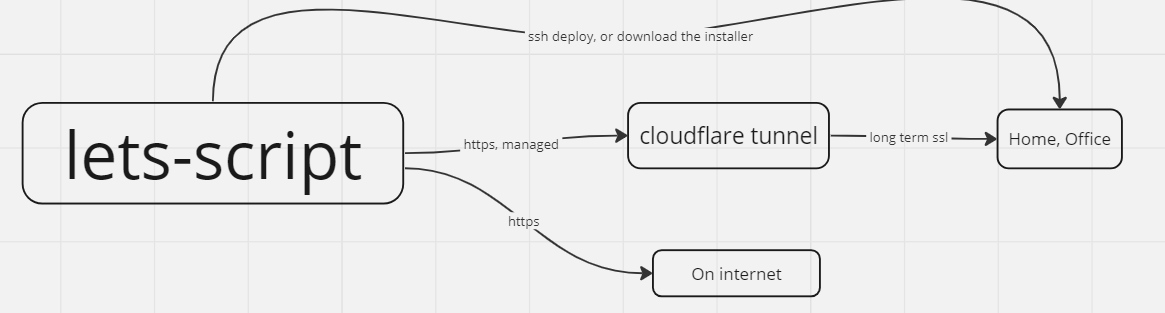 ssh deploy, or download the installer
lets-script
https, managed
cloudflare tunnel
long term ssl
Home, Office
https
On internet